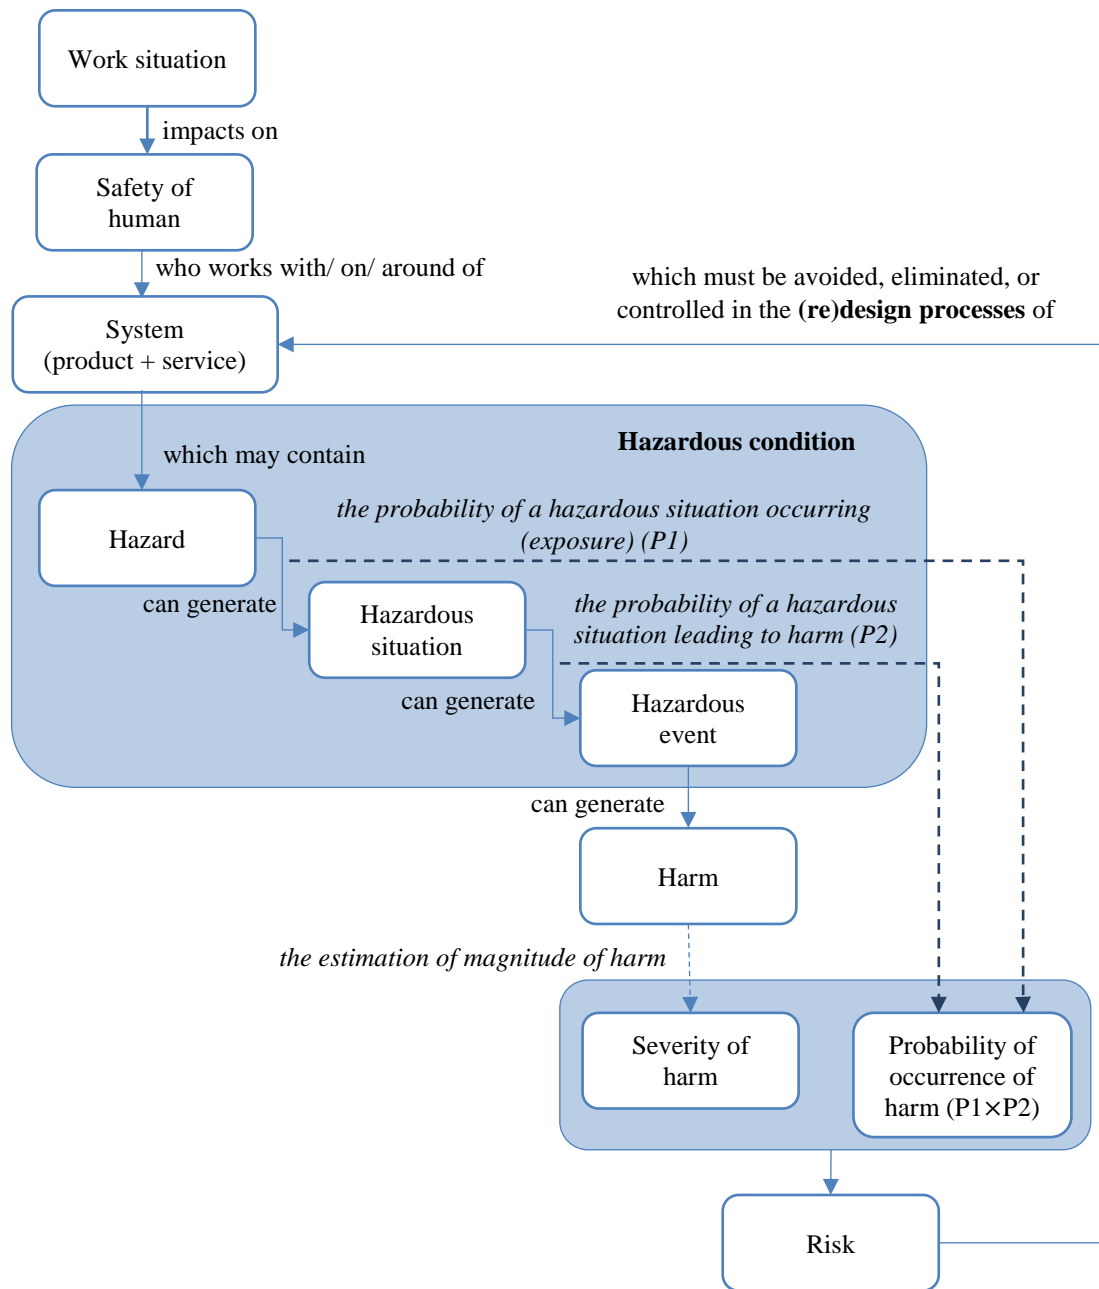 Work situation
impacts on
Safety of
human
who works with/ on/ around of
which must be avoided, eliminated, or
controlled in the (re)design processes of
System
(product + service)
Hazardous condition
which may contain
the probability of a hazardous situation occurring
(exposure) (P1)
Hazard
can generate
the probability of a hazardous
situation leading to harm (P2)
Hazardous
situation
can generate
Hazardous
event
can generate
Harm
the estimation of magnitude of harm
Severity of
harm
Probability of
occurrence of
harm (P1×P2)
Risk